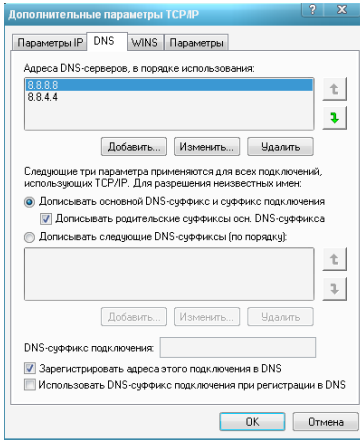 Дополнительные параметры TCP/IP
Параметры IP DNS WINS Параметры
Адреса DNS-серверов, в порядке использования:
8.8.8.8
8.8.4.4
Добавить... Изменить... Удалить
Следующие три параметра применяются для всех подключений,
использующих TCP/IP. Для разрешения неизвестных имен:
Дописывать основной DNS-суффикс и суффикс подключения
Дописывать родительские суффиксы осн. DNS-суффикса
Дописывать следующие DNS-суффиксы (по порядку):
Добавить... Изменить... Удалить
DNS-суффикс подключения:
Зарегистрировать адреса этого подключения в DNS
Использовать DNS-суффикс подключения при регистрации в DNS
OK Отмена